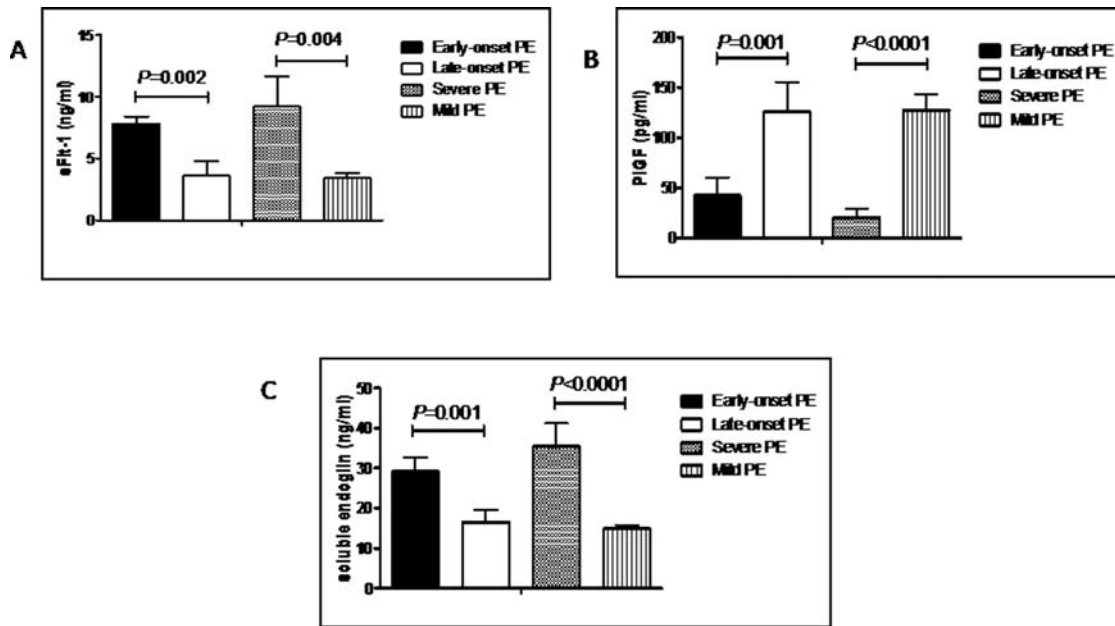 A
sFlt-1 (ng/ml)
15
10
5
0
P=0.002
P=0.004
Early-onset PE
Late-onset PE
Severe PE
Mild PE
B
PlGF (pg/ml)
200
150
100
50
0
P=0.001
P<0.0001
Early-onset PE
Late-onset PE
Severe PE
Mild PE
C
soluble endoglin (ng/ml)
50
40
30
20
10
0
P=0.001
P<0.0001
Early-onset PE
Late-onset PE
Severe PE
Mild PE